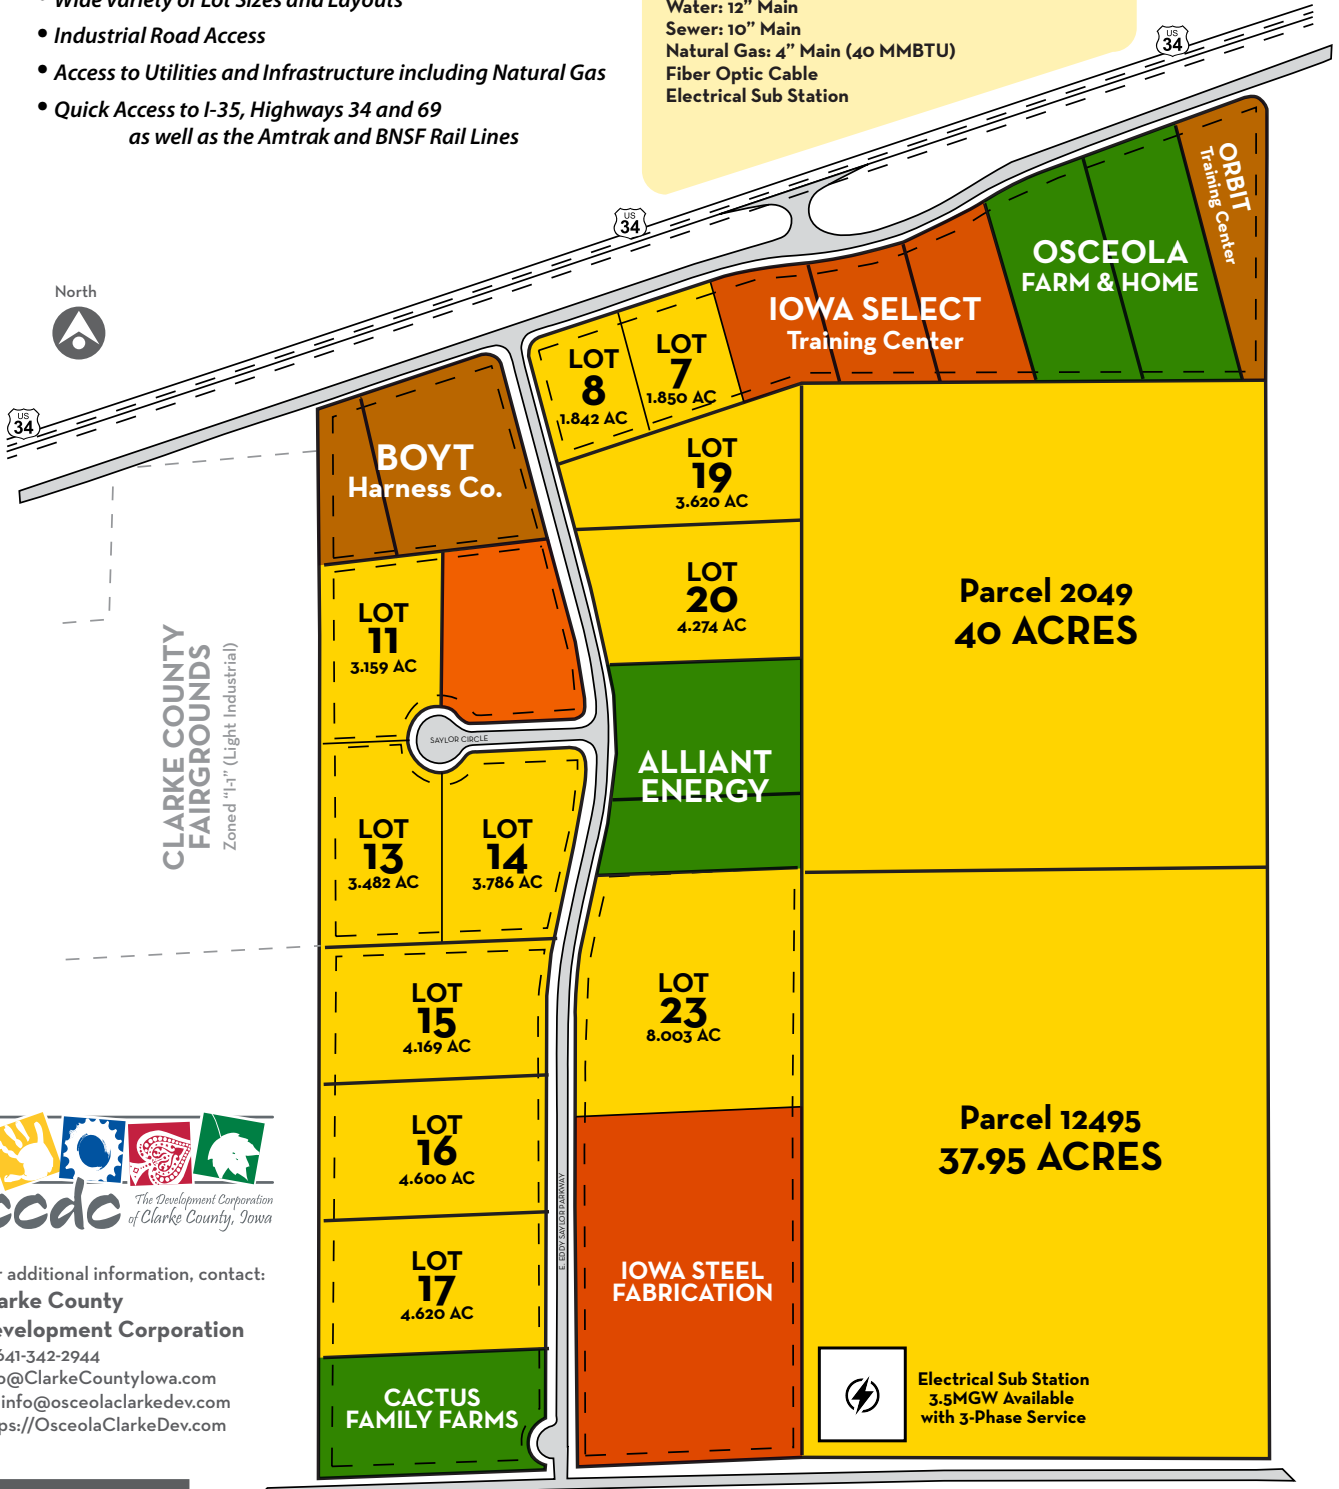 Wide Variety of Lot Sizes and Layouts
• Industrial Road Access
• Access to Utilities and Infrastructure including Natural Gas
• Quick Access to I-35, Highways 34 and 69
as well as the Amtrak and BNSF Rail Lines
Water: 12” Main
Sewer: 10” Main
Natural Gas: 4” Main (40 MMBTU)
Fiber Optic Cable
Electrical Sub Station
US
34
US
34
US
34
North
ORBIT
Training Center
OSCEOLA
FARM & HOME
IOWA SELECT
Training Center
LOT
7
1.850 AC
LOT
8
1.842 AC
BOYT
Harness Co.
LOT
19
3.620 AC
LOT
20
4.274 AC
Parcel 2049
40 ACRES
LOT
11
3.159 AC
CLARKE COUNTY
FAIRGROUNDS
Zoned “I-1” (Light Industrial)
SAYLOR CIRCLE
ALLIANT
ENERGY
LOT
13
3.482 AC
LOT
14
3.786 AC
LOT
15
4.169 AC
LOT
23
8.003 AC
LOT
16
4.600 AC
Parcel 12495
37.95 ACRES
E. EDDY SAYLOR PARKWAY
LOT
17
4.620 AC
IOWA STEEL
FABRICATION
CACTUS
FAMILY FARMS
Electrical Sub Station
3.5MGW Available
with 3-Phase Service
ccdc
The Development Corporation
of Clarke County, Iowa
r additional information, contact:
arke County
evelopment Corporation
641-342-2944
o@ClarkeCountyIowa.com
info@osceolaclarkedev.com
ps://OsceolaClarkeDev.com